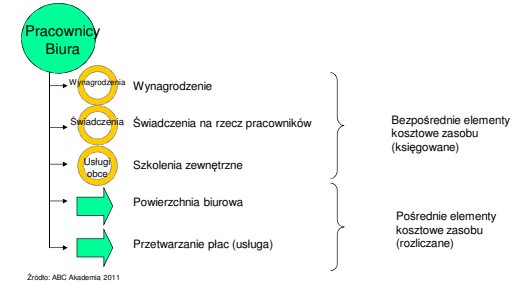 Pracownicy
Biura
Wynagrodzenia
Wynagrodzenie
Świadczenia
Świadczenia na rzecz pracowników
Usługi
obce
Szkolenia zewnętrzne
Bezpośrednie elementy
kosztowe zasobu
(księgowane)
Powierzchnia biurowa
Przetwarzanie płac (usługa)
Pośrednie elementy
kosztowe zasobu
(rozliczane)
Źródło: ABC Akademia 2011